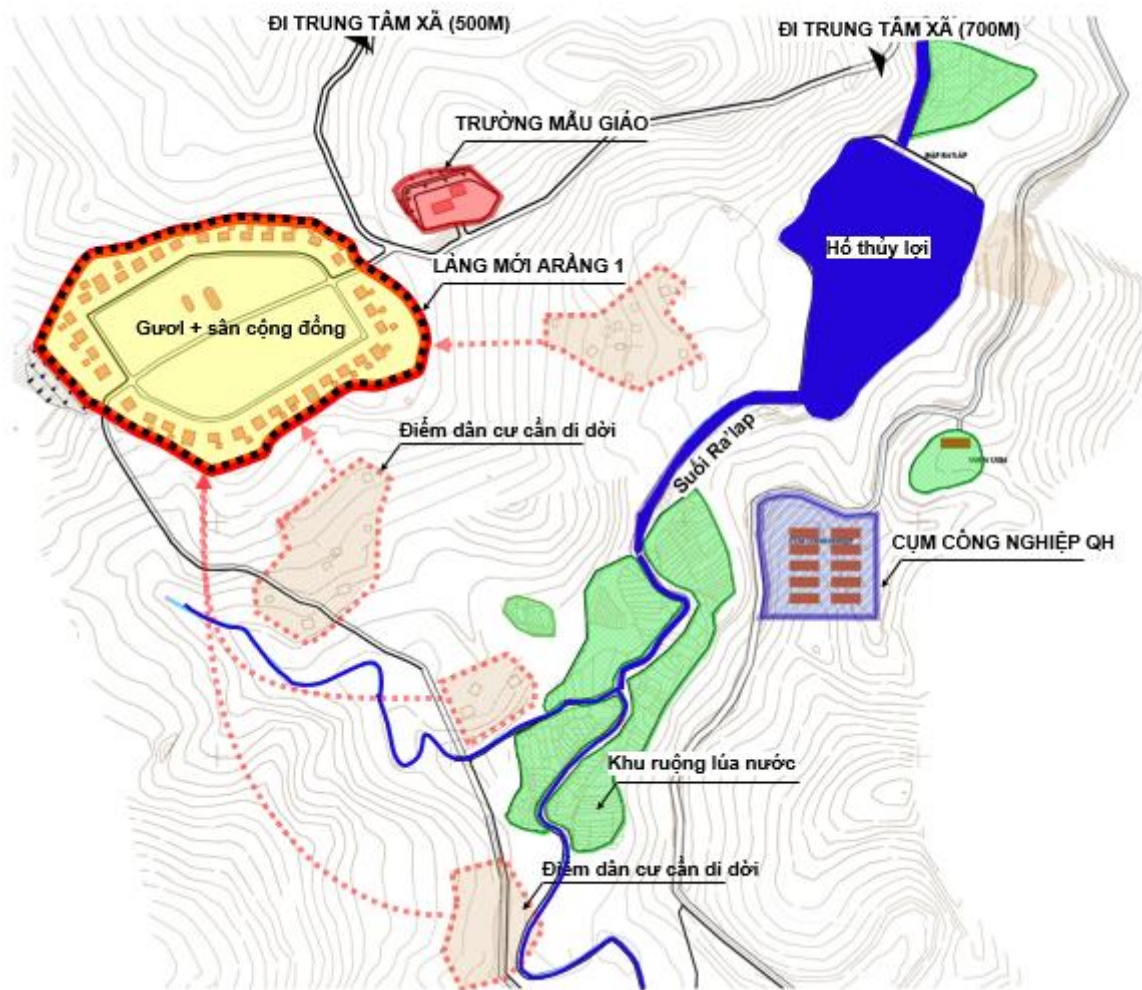 ĐI TRUNG TÂM XÃ (500M)
ĐI TRUNG TÂM XÃ (700M)
TRƯỜNG MẪU GIÁO
Hồ thủy lợi
LÀNG MỚI ARẦNG 1
Gươl + sân cộng đồng
Điểm dân cư cần di dời
Suối Ra'lap
CỤM CÔNG NGHIỆP QH
Khu ruộng lúa nước
Điểm dân cư cần di dời